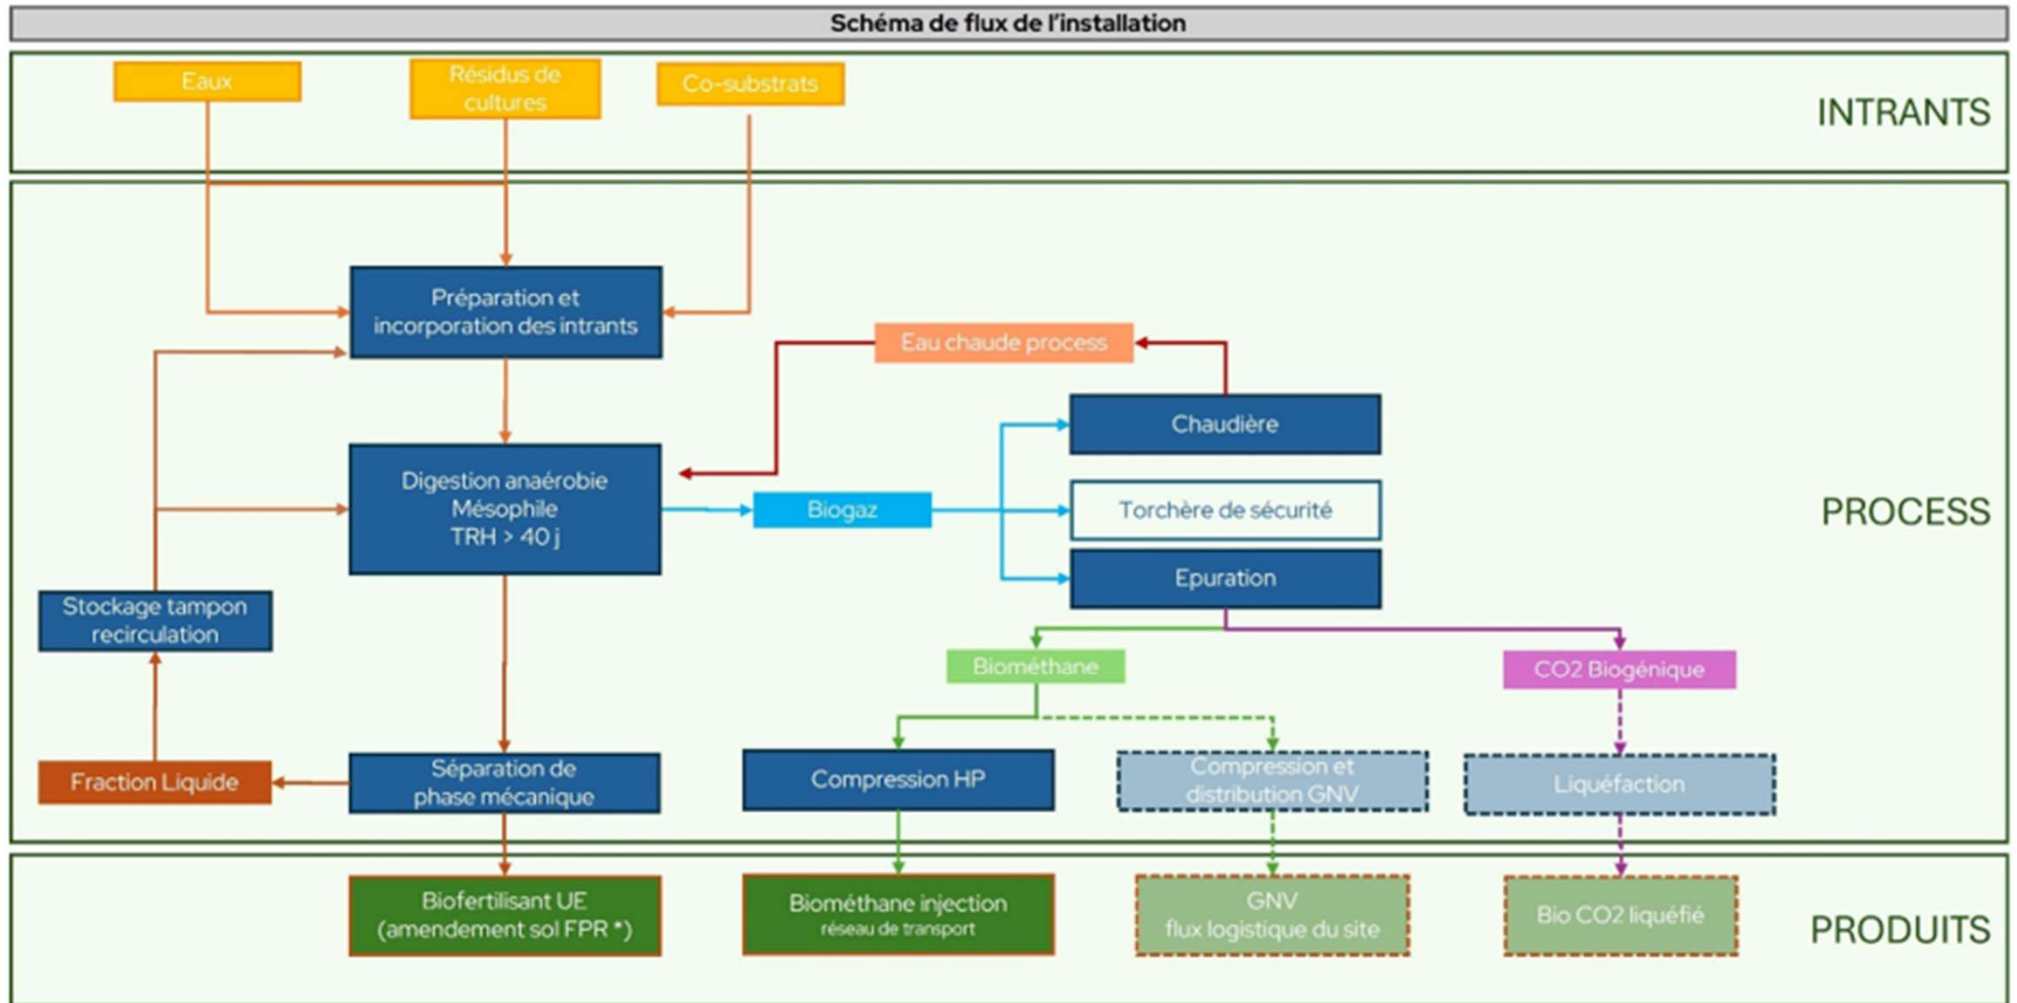 Schéma de flux de l'installation
Eaux
Résidus de
cultures
Co-substrats
INTRANTS
Préparation et
incorporation des intrants
Eau chaude process
Chaudière
Digestion anaérobie
Mésophile
TRH > 40 j
Biogaz
Torchère de sécurité
PROCESS
Epuration
Stockage tampon
recirculation
Biométhane
CO2 Biogénique
Fraction Liquide
Séparation de
phase mécanique
Compression HP
Compression et
distribution GNV
Liquéfaction
Biofertilisant UE
(amendement sol FPR *)
Biométhane injection
réseau de transport
GNV
flux logistique du site
Bio CO2 liquéfié
PRODUITS